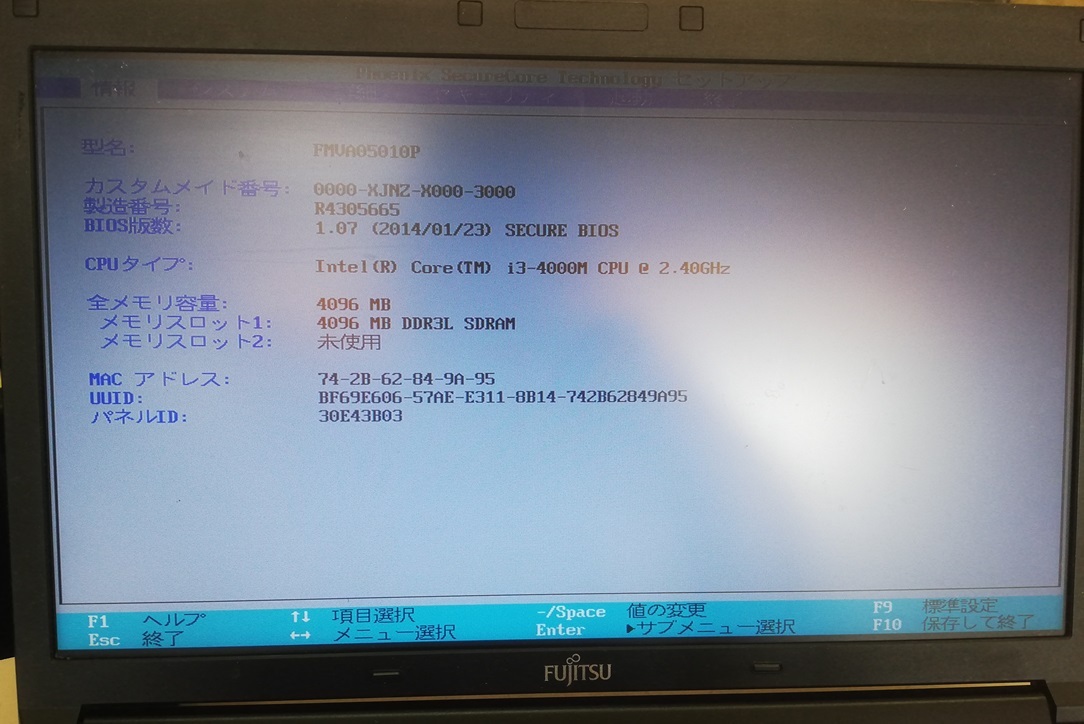 Phoenix SecureCore Technology セットアップ
情報
型名: FMVA05010P
カスタムメイド番号: 0000-XJNZ-X000-3000
製造番号: R4305665
BIOS版数: 1.07 (2014/01/23) SECURE BIOS
CPUタイプ: Intel(R) Core(TM) i3-4000M CPU @ 2.40GHz
全メモリ容量: 4096 MB
メモリスロット1: 4096 MB DDR3L SDRAM
メモリスロット2: 未使用
MAC アドレス: 74-2B-62-84-9A-95
UUID: BF69E606-57AE-E311-8B14-742B62849A95
パネルID: 30E43B03
F1 ヘルプ ↑↓ 項目選択 -/Space 値の変更 F9 標準設定
Esc 終了 ←→ メニュー選択 Enter ▶サブメニュー選択 F10 保存して終了
FUJITSU